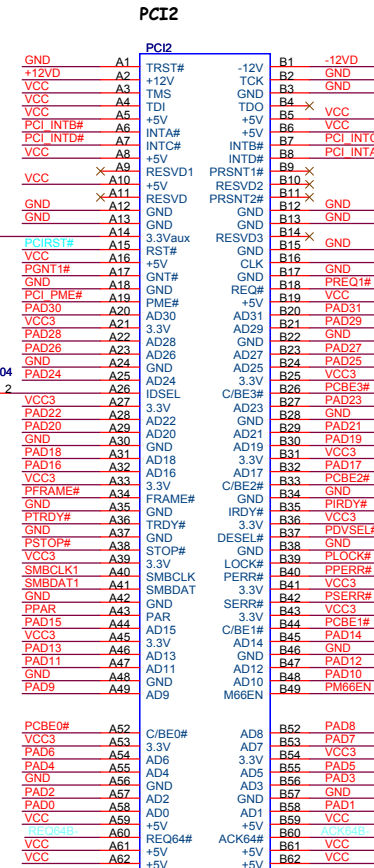 PCI2
PCI2
GND A1 TRST# -12V B1 -12VD
+12VD A2 +12V TCK B2 GND
VCC A3 TMS GND B3 GND
VCC A4 TDI TDO B4
VCC A5 +5V +5V B5 VCC
PCI_INTB# A6 INTA# +5V B6 VCC
PCI_INTD# A7 INTC# INTB# B7 PCI_INTC
VCC A8 +5V INTD# B8 PCI_INTA
A9 RESVD1 PRSNT1# B9
VCC A10 +5V RESVD2 B10
A11 RESVD PRSNT2# B11
GND A12 GND GND B12 GND
GND A13 GND GND B13 GND
A14 3.3Vaux RESVD3 B14
PCIRST# A15 RST# GND B15 GND
VCC A16 +5V CLK B16
PGNT1# A17 GNT# GND B17 GND
GND A18 GND REQ# B18 PREQ1#
PCI_PME# A19 PME# +5V B19 VCC
PAD30 A20 AD30 AD31 B20 PAD31
VCC3 A21 3.3V AD29 B21 PAD29
PAD28 A22 AD28 GND B22 GND
PAD26 A23 AD26 AD27 B23 PAD27
GND A24 GND AD25 B24 PAD25
04 PAD24 A25 AD24 3.3V B25 VCC3
2 A26 IDSEL C/BE3# B26 PCBE3#
VCC3 A27 3.3V AD23 B27 PAD23
PAD22 A28 AD22 GND B28 GND
PAD20 A29 AD20 AD21 B29 PAD21
GND A30 GND AD19 B30 PAD19
PAD18 A31 AD18 3.3V B31 VCC3
PAD16 A32 AD16 AD17 B32 PAD17
VCC3 A33 3.3V C/BE2# B33 PCBE2#
PFRAME# A34 FRAME# GND B34 GND
GND A35 GND IRDY# B35 PIRDY#
PTRDY# A36 TRDY# 3.3V B36 VCC3
GND A37 GND DESEL# B37 PDVSEL#
PSTOP# A38 STOP# GND B38 GND
VCC3 A39 3.3V LOCK# B39 PLOCK#
SMBCLK1 A40 SMBCLK PERR# B40 PPERR#
SMBDAT1 A41 SMBDAT 3.3V B41 VCC3
GND A42 GND SERR# B42 PSERR#
PPAR A43 PAR 3.3V B43 VCC3
PAD15 A44 AD15 C/BE1# B44 PCBE1#
VCC3 A45 3.3V AD14 B45 PAD14
PAD13 A46 AD13 GND B46 GND
PAD11 A47 AD11 AD12 B47 PAD12
GND A48 GND AD10 B48 PAD10
PAD9 A49 AD9 M66EN B49 PM66EN
PCBE0# A52 C/BE0# AD8 B52 PAD8
VCC3 A53 3.3V AD7 B53 PAD7
PAD6 A54 AD6 3.3V B54 VCC3
PAD4 A55 AD4 AD5 B55 PAD5
GND A56 GND AD3 B56 PAD3
PAD2 A57 AD2 GND B57 GND
PAD0 A58 AD0 AD1 B58 PAD1
VCC A59 +5V +5V B59 VCC
REQ64B- A60 REQ64# ACK64# B60 ACK64B-
VCC A61 +5V +5V B61 VCC
VCC A62 +5V +5V B62 VCC